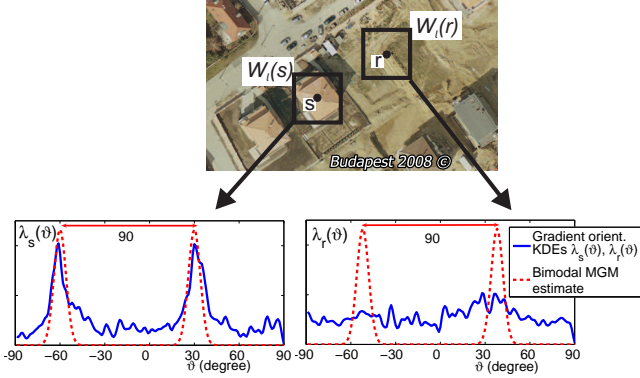 W_l(r)
r
W_l(s)
s
Budapest 2008 ©
λ_s(ϑ)
90
-90 −60 −30 0 30 60 90
ϑ (degree)
λ_r(ϑ)
90
-90 −60 −30 0 30 60 90
ϑ (degree)
Gradient orient.
KDEs λ_s(ϑ), λ_r(ϑ)
Bimodal MGM
estimate